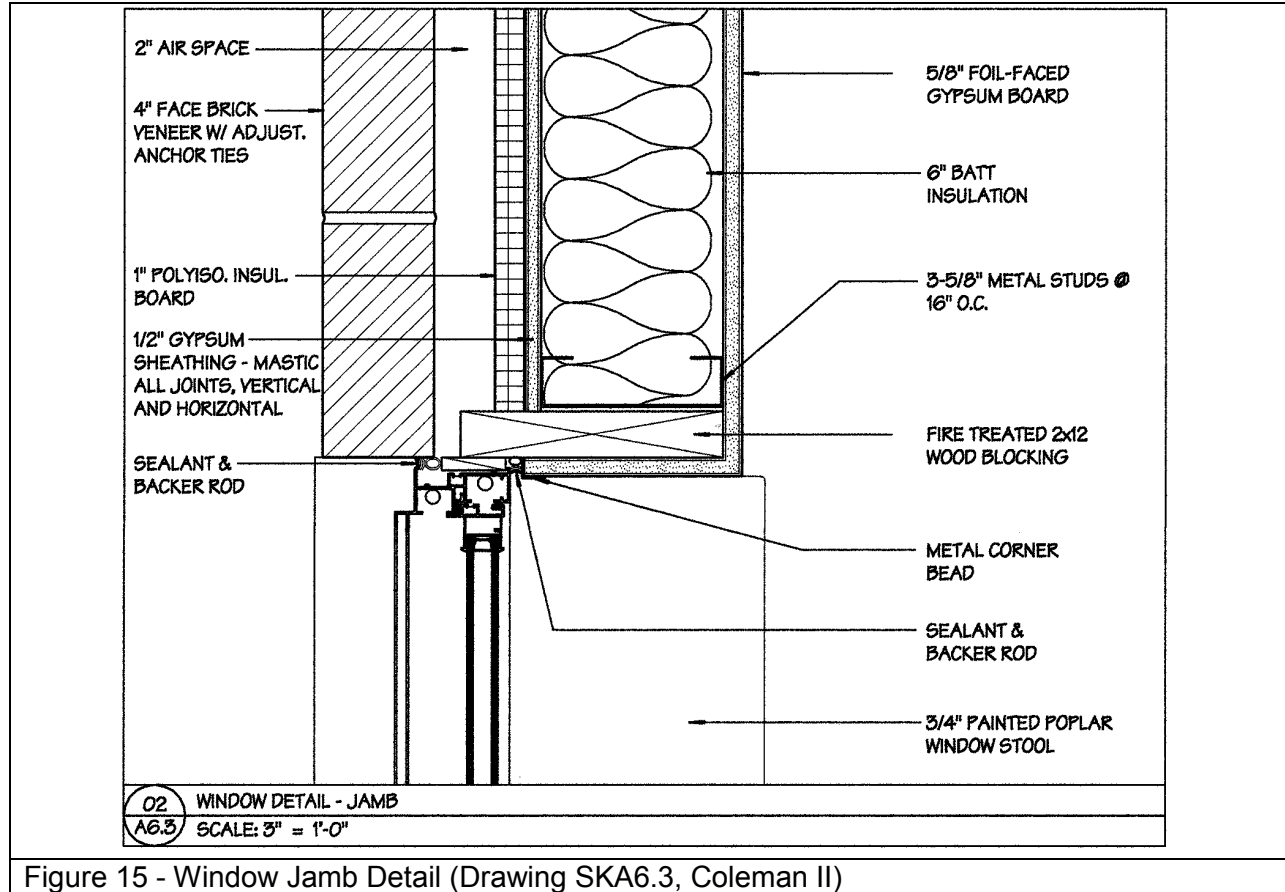 2" AIR SPACE
4" FACE BRICK
VENEER W/ ADJUST.
ANCHOR TIES
1" POLYISO. INSUL.
BOARD
1/2" GYPSUM
SHEATHING - MASTIC
ALL JOINTS, VERTICAL
AND HORIZONTAL
SEALANT &
BACKER ROD
5/8" FOIL-FACED
GYPSUM BOARD
6" BATT
INSULATION
3-5/8" METAL STUDS @
16" O.C.
FIRE TREATED 2x12
WOOD BLOCKING
METAL CORNER
BEAD
SEALANT &
BACKER ROD
3/4" PAINTED POPLAR
WINDOW STOOL
02
A6.3
WINDOW DETAIL - JAMB
SCALE: 3" = 1'-0"
Figure 15 - Window Jamb Detail (Drawing SKA6.3, Coleman II)